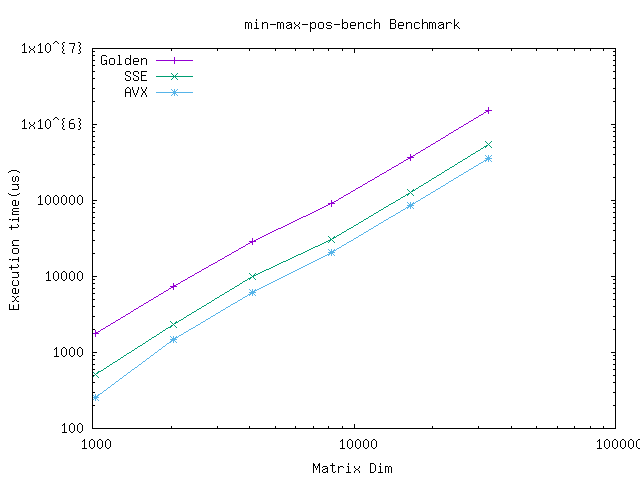 min-max-pos-bench Benchmark
1x10^{7}
1x10^{6}
100000
10000
1000
100
Execution time(us)
Golden
SSE
AVX
1000
10000
100000
Matrix Dim